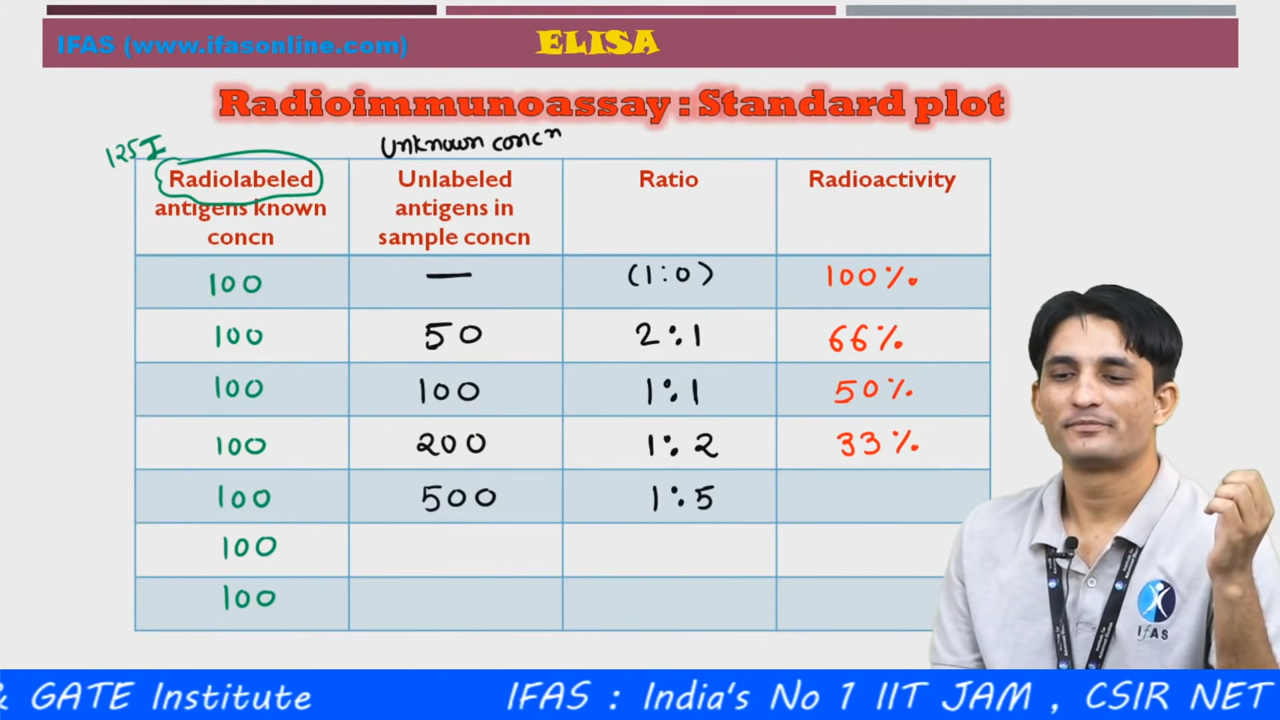 IFAS (www.ifasonline.com)
ELISA
Radioimmunoassay : Standard plot
125I
Unknown concn
Radiolabeled antigens known concn
Unlabeled antigens in sample concn
Ratio
Radioactivity
100 — (1:0) 100%
100 50 2:1 66%
100 100 1:1 50%
100 200 1:2 33%
100 500 1:5
100
100
IFAS
& GATE Institute IFAS : India's No 1 IIT JAM , CSIR NET